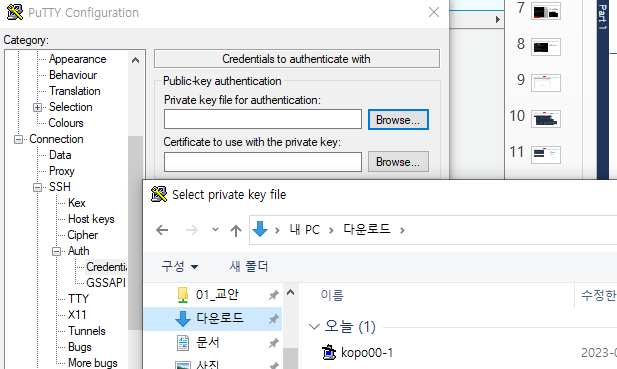 PuTTY Configuration
Category:
Appearance
Behaviour
Translation
Selection
Colours
Connection
Data
Proxy
SSH
Kex
Host keys
Cipher
Auth
Credenti
GSSAPI
TTY
X11
Tunnels
Bugs
More bugs
Credentials to authenticate with
Public-key authentication
Private key file for authentication:
Browse...
Certificate to use with the private key:
Browse...
7
8
9
10
11
Part 1
Select private key file
내 PC
다운로드
구성
새 폴더
01_교안
다운로드
문서
사진
이름
수정한
오늘 (1)
kopo00-1
2023-0